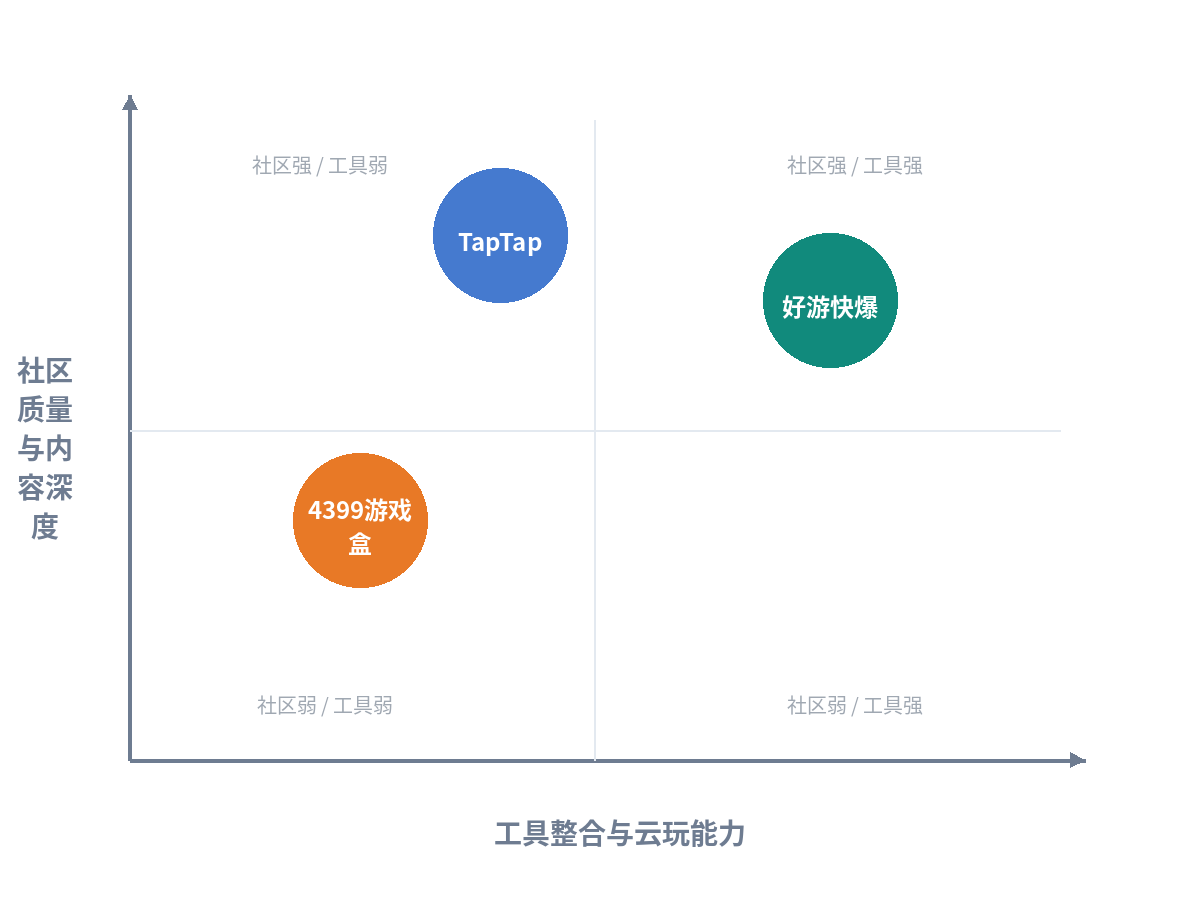 社区强 / 工具弱
社区强 / 工具强
TapTap
好游快爆
社区
质量
与内
容深
度
4399游戏
盒
社区弱 / 工具弱
社区弱 / 工具强
工具整合与云玩能力